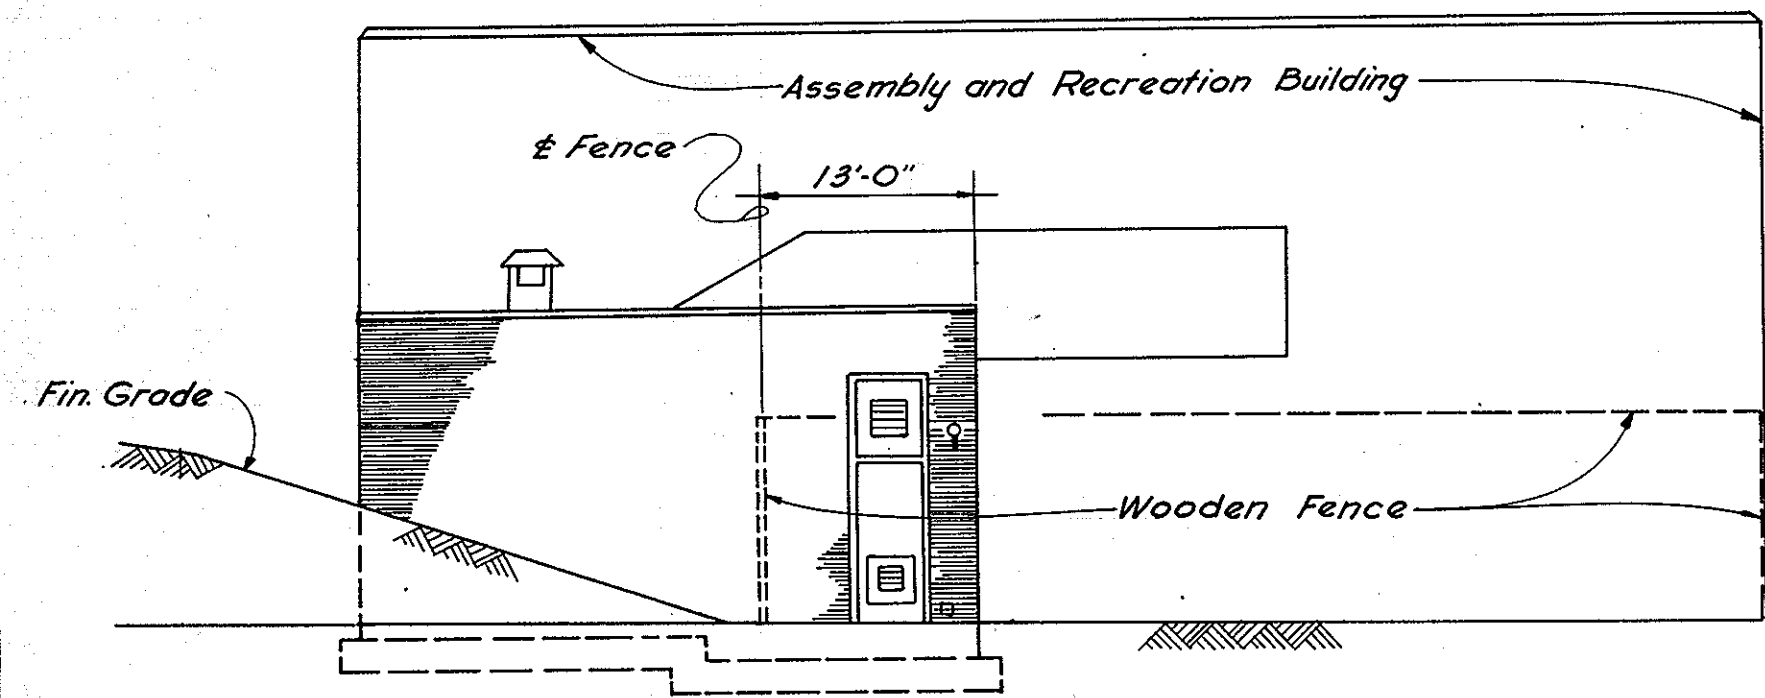 Assembly and Recreation Building
℄ Fence
13'-0"
Fin. Grade
Wooden Fence